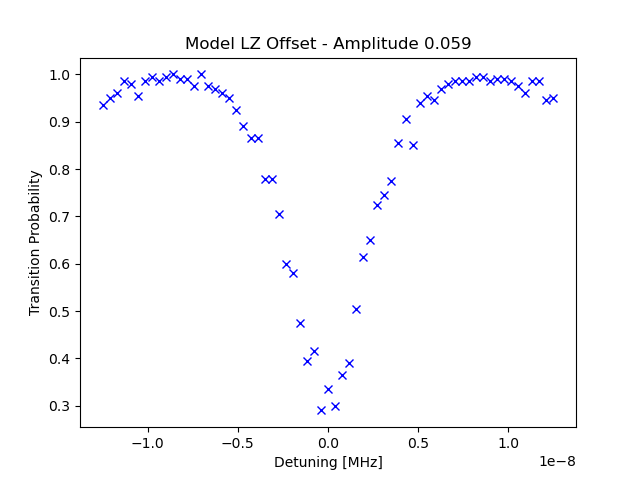 Model LZ Offset - Amplitude 0.059
Transition Probability
1.0
0.9
0.8
0.7
0.6
0.5
0.4
0.3
−1.0 −0.5 0.0 0.5 1.0
Detuning [MHz]
1e−8